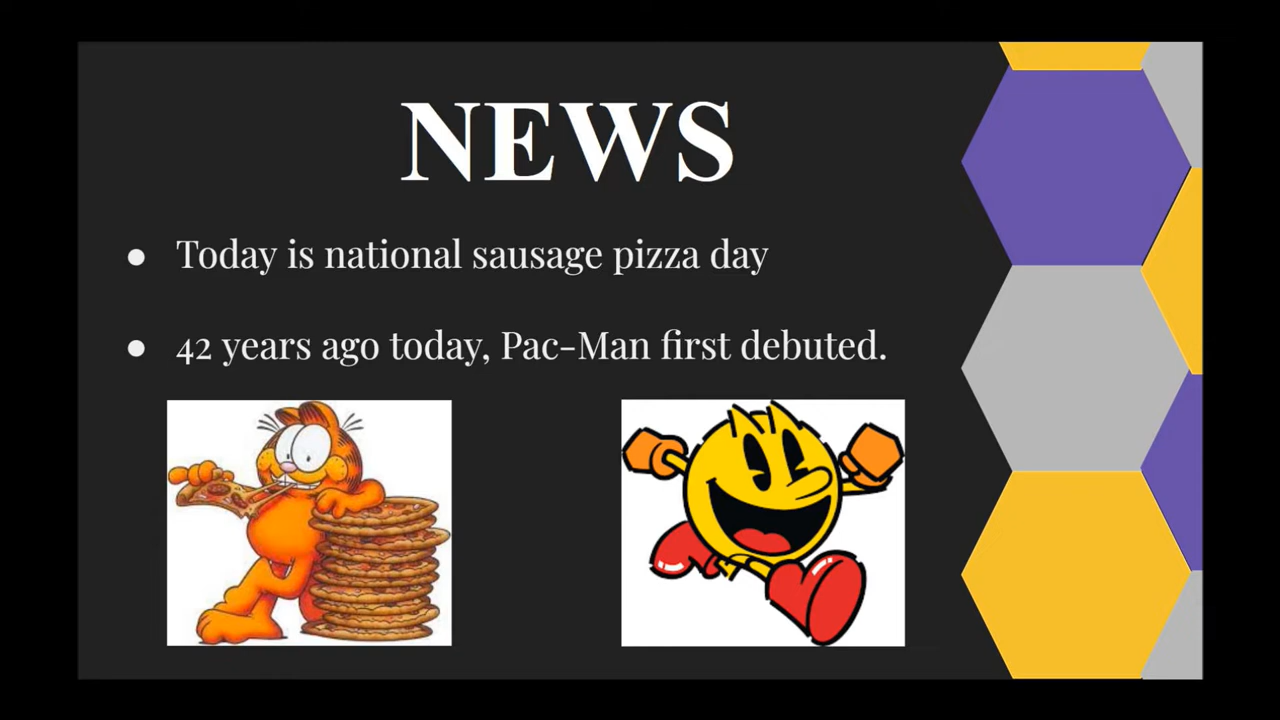 NEWS
● Today is national sausage pizza day
● 42 years ago today, Pac-Man first debuted.